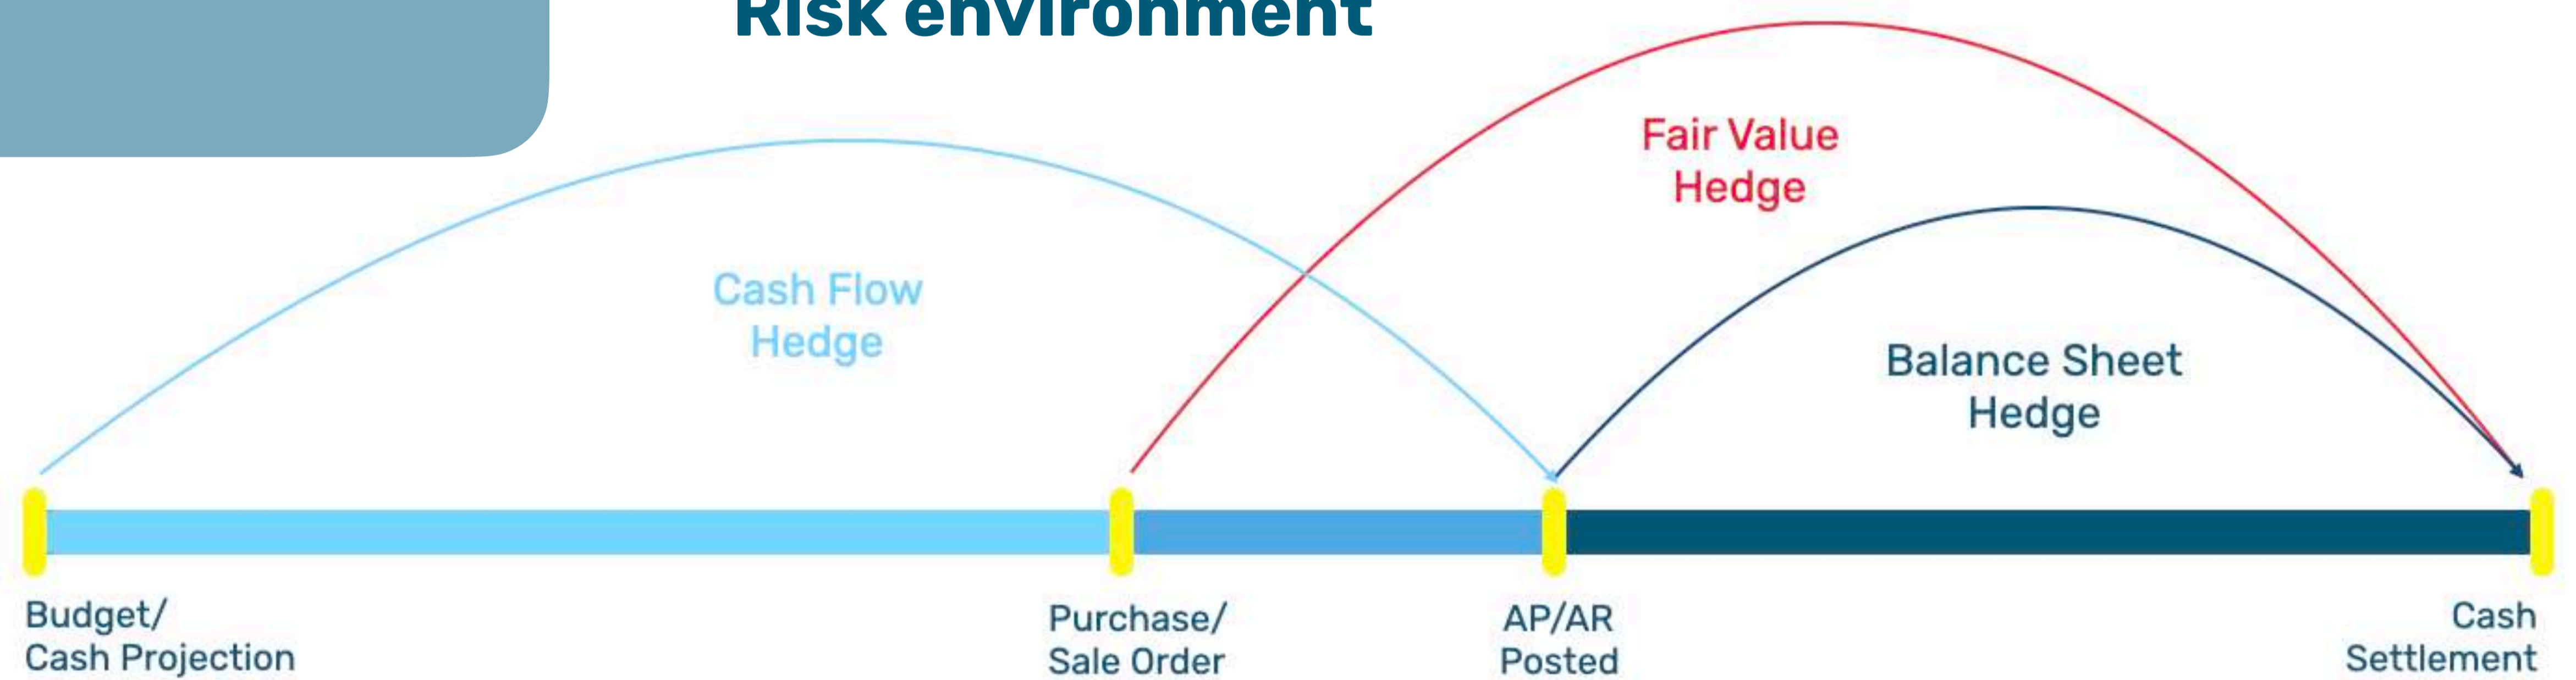 Risk environment
Fair Value
Hedge
Cash Flow
Hedge
Balance Sheet
Hedge
Budget/
Cash Projection
Purchase/
Sale Order
AP/AR
Posted
Cash
Settlement